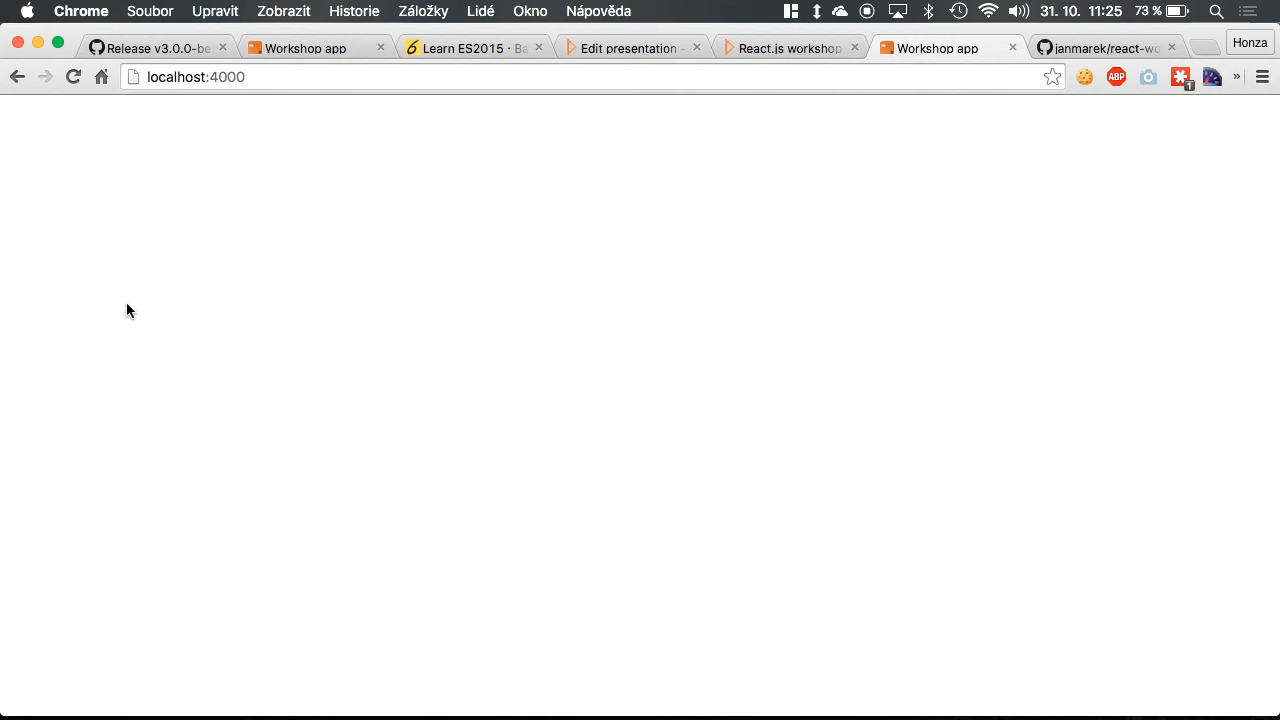 Chrome Soubor Upravit Zobrazit Historie Záložky Lidé Okno Nápověda 31. 10. 11:25 73 %
Release v3.0.0-be Workshop app Learn ES2015 · Ba Edit presentation - React.js workshop Workshop app janmarek/react-wo Honza
localhost:4000 ABP 1 »